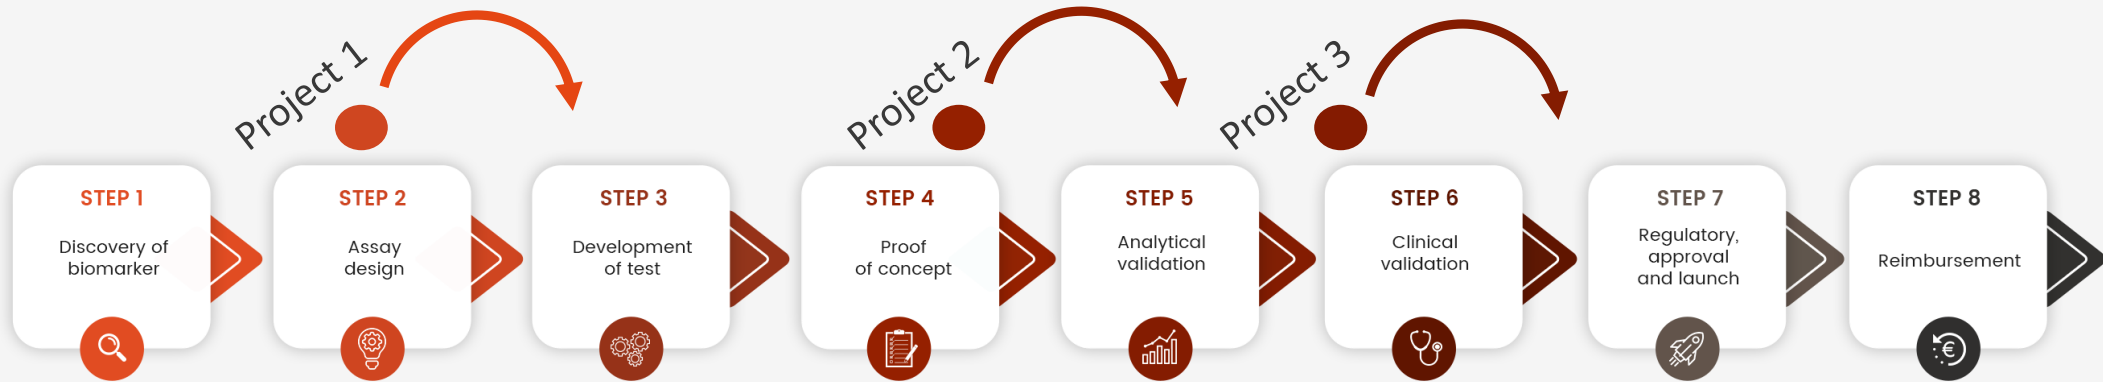 Project 1
Project 2
Project 3
STEP 1
Discovery of
biomarker
STEP 2
Assay
design
STEP 3
Development
of test
STEP 4
Proof
of concept
STEP 5
Analytical
validation
STEP 6
Clinical
validation
STEP 7
Regulatory,
approval
and launch
STEP 8
Reimbursement
€